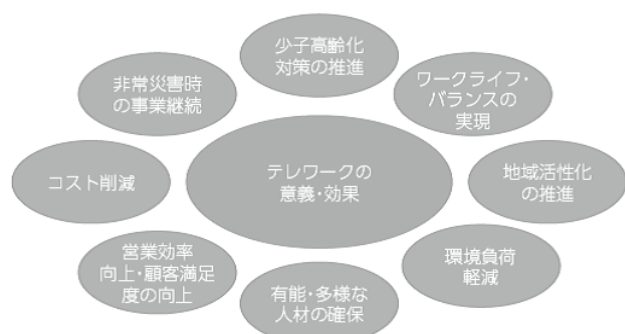 少子高齢化
対策の推進
ワークライフ・
バランスの
実現
地域活性化
の推進
環境負荷
軽減
有能・多様な
人材の確保
営業効率
向上・顧客満足
度の向上
コスト削減
非常災害時
の事業継続
テレワークの
意義・効果